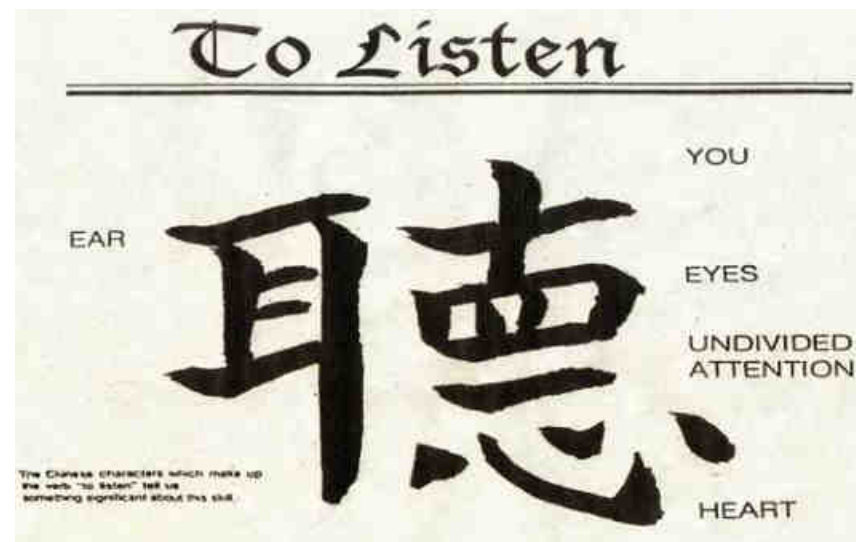 To Listen
YOU
EAR
聽
EYES
UNDIVIDED
ATTENTION
The Chinese characters which make up
the verb "to listen" tell us
something significant about this skill.
HEART